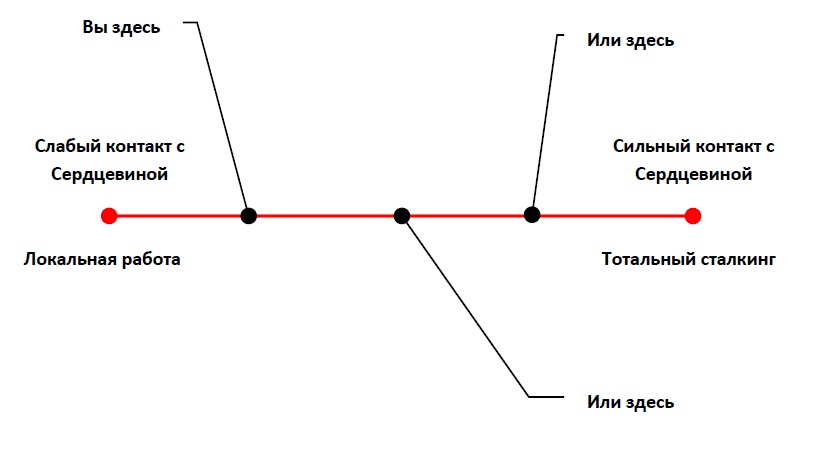 Вы здесь
Или здесь
Слабый контакт с
Сердцевиной
Сильный контакт с
Сердцевиной
Локальная работа
Тотальный сталкинг
Или здесь